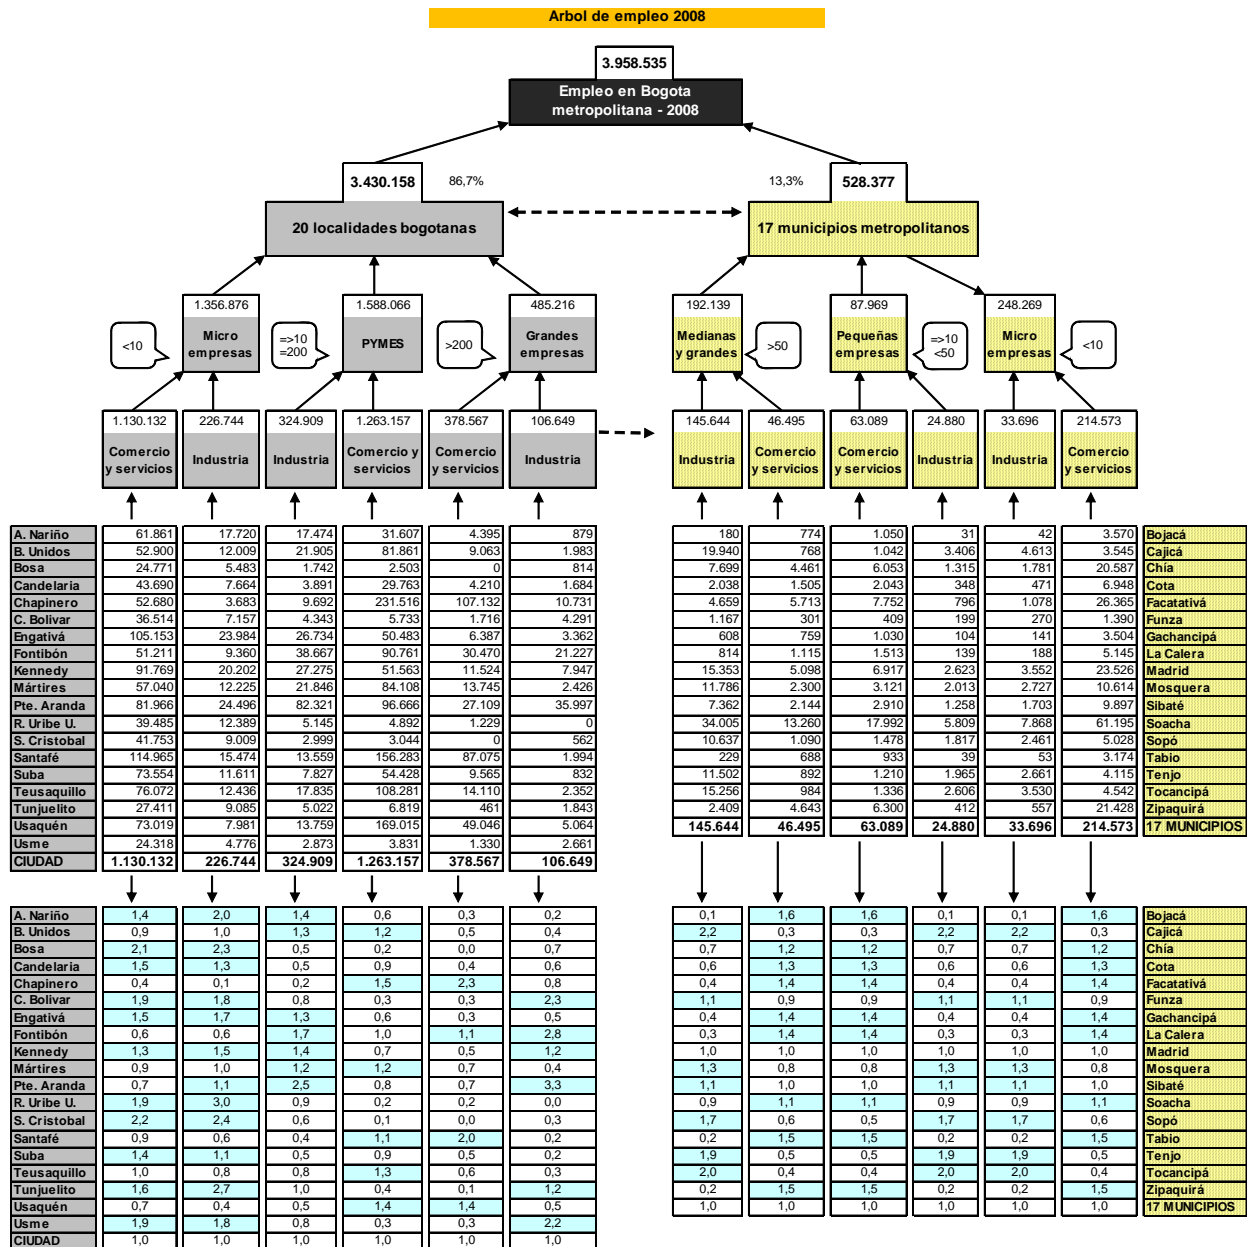 Arbol de empleo 2008
3.958.535
Empleo en Bogota
metropolitana - 2008
3.430.158 86,7% 13,3% 528.377
20 localidades bogotanas 17 municipios metropolitanos
1.356.876 1.588.066 485.216 192.139 87.969 248.269
<10 Micro empresas =>10 =200 PYMES >200 Grandes empresas Medianas y grandes >50 Pequeñas empresas =>10 <50 Micro empresas <10
1.130.132 226.744 324.909 1.263.157 378.567 106.649 145.644 46.495 63.089 24.880 33.696 214.573
Comercio y servicios Industria Industria Comercio y servicios Comercio y servicios Industria Industria Comercio y servicios Comercio y servicios Industria Industria Comercio y servicios
A. Nariño 61.861 17.720 17.474 31.607 4.395 879 180 774 1.050 31 42 3.570 Bojacá
B. Unidos 52.900 12.009 21.905 81.861 9.063 1.983 19.940 768 1.042 3.406 4.613 3.545 Cajicá
Bosa 24.771 5.483 1.742 2.503 0 814 7.699 4.461 6.053 1.315 1.781 20.587 Chía
Candelaria 43.690 7.664 3.891 29.763 4.210 1.684 2.038 1.505 2.043 348 471 6.948 Cota
Chapinero 52.680 3.683 9.692 231.516 107.132 10.731 4.659 5.713 7.752 796 1.078 26.365 Facatativá
C. Bolivar 36.514 7.157 4.343 5.733 1.716 4.291 1.167 301 409 199 270 1.390 Funza
Engativá 105.153 23.984 26.734 50.483 6.387 3.362 608 759 1.030 104 141 3.504 Gachancipá
Fontibón 51.211 9.360 38.667 90.761 30.470 21.227 814 1.115 1.513 139 188 5.145 La Calera
Kennedy 91.769 20.202 27.275 51.563 11.524 7.947 15.353 5.098 6.917 2.623 3.552 23.526 Madrid
Mártires 57.040 12.225 21.846 84.108 13.745 2.426 11.786 2.300 3.121 2.013 2.727 10.614 Mosquera
Pte. Aranda 81.966 24.496 82.321 96.666 27.109 35.997 7.362 2.144 2.910 1.258 1.703 9.897 Sibaté
R. Uribe U. 39.485 12.389 5.145 4.892 1.229 0 34.005 13.260 17.992 5.809 7.868 61.195 Soacha
S. Cristobal 41.753 9.009 2.999 3.044 0 562 10.637 1.090 1.478 1.817 2.461 5.028 Sopó
Santafé 114.965 15.474 13.559 156.283 87.075 1.994 229 688 933 39 53 3.174 Tabio
Suba 73.554 11.611 7.827 54.428 9.565 832 11.502 892 1.210 1.965 2.661 4.115 Tenjo
Teusaquillo 76.072 12.436 17.835 108.281 14.110 2.352 15.256 984 1.336 2.606 3.530 4.542 Tocancipá
Tunjuelito 27.411 9.085 5.022 6.819 461 1.843 2.409 4.643 6.300 412 557 21.428 Zipaquirá
Usaquén 73.019 7.981 13.759 169.015 49.046 5.064 145.644 46.495 63.089 24.880 33.696 214.573 17 MUNICIPIOS
Usme 24.318 4.776 2.873 3.831 1.330 2.661
CIUDAD 1.130.132 226.744 324.909 1.263.157 378.567 106.649
A. Nariño 1,4 2,0 1,4 0,6 0,3 0,2 0,1 1,6 1,6 0,1 0,1 1,6 Bojacá
B. Unidos 0,9 1,0 1,3 1,2 0,5 0,4 2,2 0,3 0,3 2,2 2,2 0,3 Cajicá
Bosa 2,1 2,3 0,5 0,2 0,0 0,7 0,7 1,2 1,2 0,7 0,7 1,2 Chía
Candelaria 1,5 1,3 0,5 0,9 0,4 0,6 0,6 1,3 1,3 0,6 0,6 1,3 Cota
Chapinero 0,4 0,1 0,2 1,5 2,3 0,8 0,4 1,4 1,4 0,4 0,4 1,4 Facatativá
C. Bolivar 1,9 1,8 0,8 0,3 0,3 2,3 1,1 0,9 0,9 1,1 1,1 0,9 Funza
Engativá 1,5 1,7 1,3 0,6 0,3 0,5 0,4 1,4 1,4 0,4 0,4 1,4 Gachancipá
Fontibón 0,6 0,6 1,7 1,0 1,1 2,8 0,3 1,4 1,4 0,3 0,3 1,4 La Calera
Kennedy 1,3 1,5 1,4 0,7 0,5 1,2 1,0 1,0 1,0 1,0 1,0 1,0 Madrid
Mártires 0,9 1,0 1,2 1,2 0,7 0,4 1,3 0,8 0,8 1,3 1,3 0,8 Mosquera
Pte. Aranda 0,7 1,1 2,5 0,8 0,7 3,3 1,1 1,0 1,0 1,1 1,1 1,0 Sibaté
R. Uribe U. 1,9 3,0 0,9 0,2 0,2 0,0 0,9 1,1 1,1 0,9 0,9 1,1 Soacha
S. Cristobal 2,2 2,4 0,6 0,1 0,0 0,3 1,7 0,6 0,5 1,7 1,7 0,6 Sopó
Santafé 0,9 0,6 0,4 1,1 2,0 0,2 0,2 1,5 1,5 0,2 0,2 1,5 Tabio
Suba 1,4 1,1 0,5 0,9 0,5 0,2 1,9 0,5 0,5 1,9 1,9 0,5 Tenjo
Teusaquillo 1,0 0,8 0,8 1,3 0,6 0,3 2,0 0,4 0,4 2,0 2,0 0,4 Tocancipá
Tunjuelito 1,6 2,7 1,0 0,4 0,1 1,2 0,2 1,5 1,5 0,2 0,2 1,5 Zipaquirá
Usaquén 0,7 0,4 0,5 1,4 1,4 0,5 1,0 1,0 1,0 1,0 1,0 1,0 17 MUNICIPIOS
Usme 1,9 1,8 0,8 0,3 0,3 2,2
CIUDAD 1,0 1,0 1,0 1,0 1,0 1,0